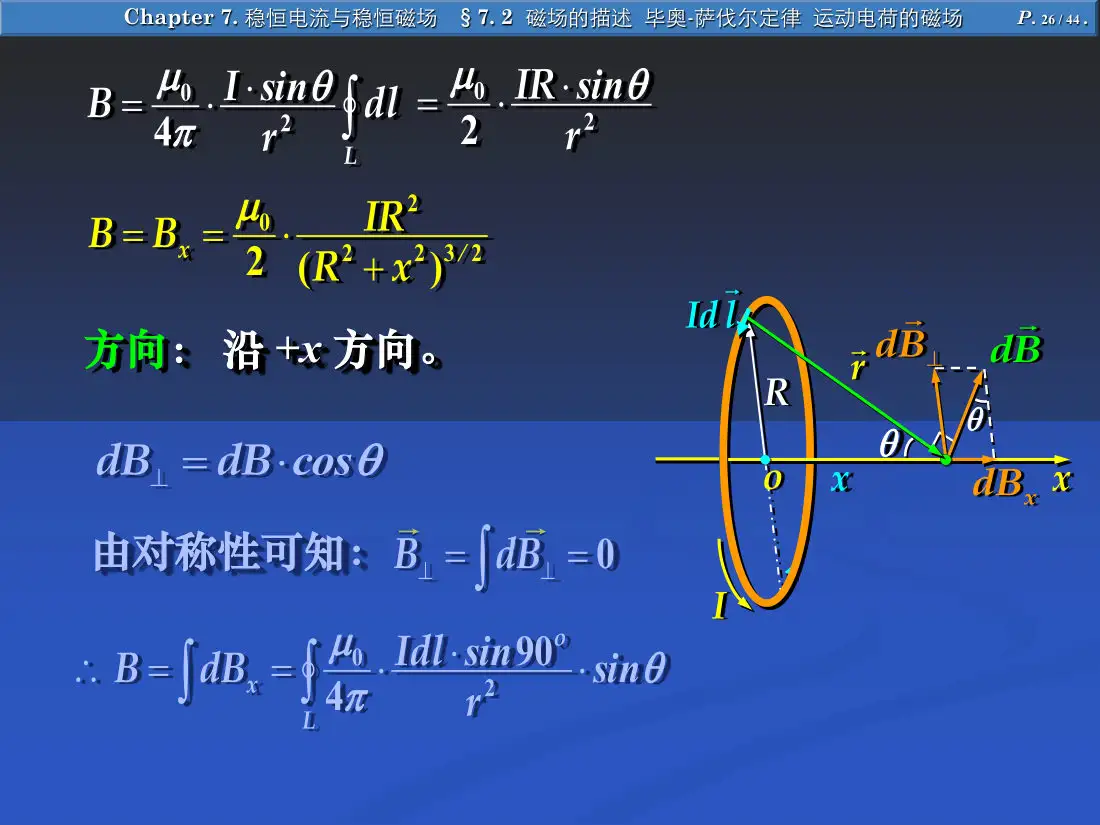 Chapter 7. 稳恒电流与稳恒磁场 §7. 2 磁场的描述 毕奥-萨伐尔定律 运动电荷的磁场 P. 26 / 44 .
B = μ₀/4π · I · sinθ / r² ∮_L dl = μ₀/2 · IR · sinθ / r²
B = Bₓ = μ₀/2 · IR² / (R² + x²)^{3/2}
方向： 沿 +x 方向。
dB⊥ = dB · cosθ
由对称性可知： B⃗⊥ = ∫ dB⃗⊥ = 0
∴ B = ∫ dBₓ = ∮_L μ₀/4π · Idl · sin90° / r² · sinθ
Id l⃗
dB⃗⊥
dB⃗
r⃗
R
θ
θ
o
x
dBₓ
x
I